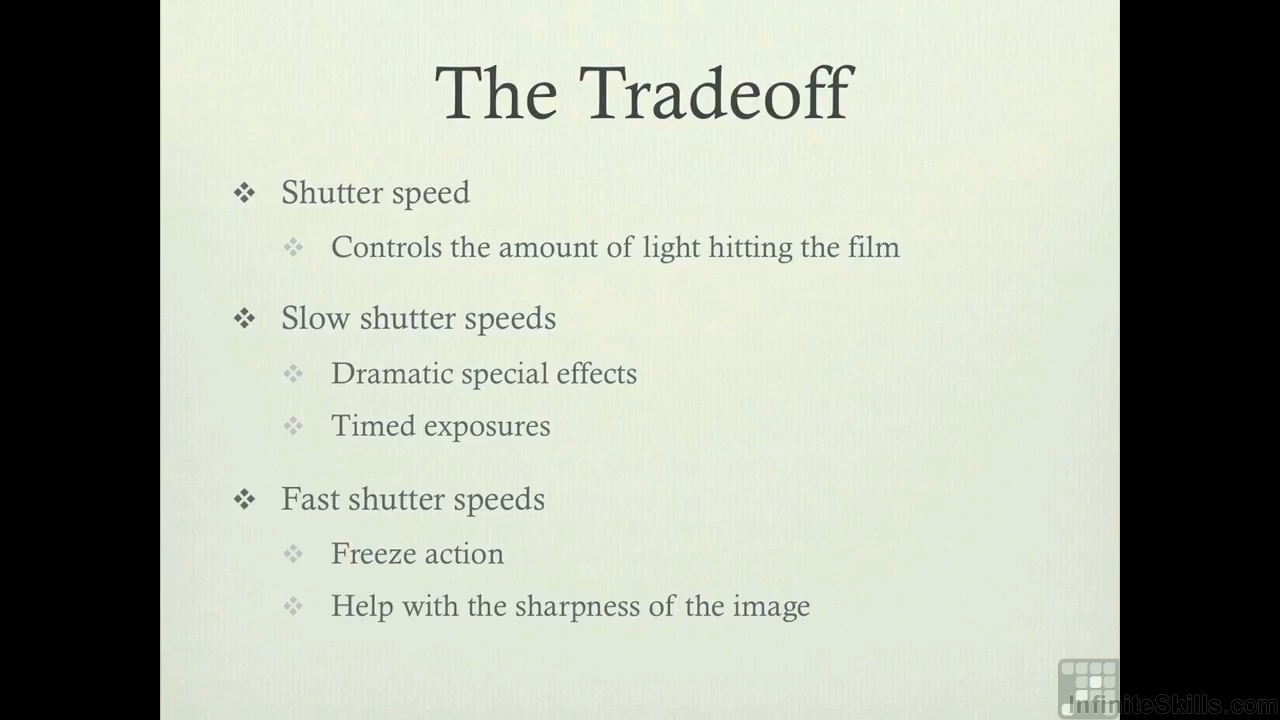 The Tradeoff
Shutter speed
Controls the amount of light hitting the film
Slow shutter speeds
Dramatic special effects
Timed exposures
Fast shutter speeds
Freeze action
Help with the sharpness of the image
InfiniteSkills.com